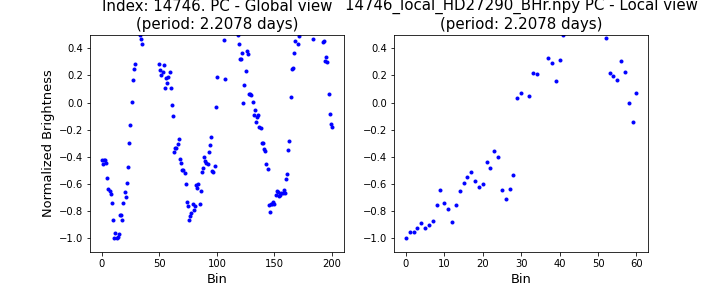 Index: 14746. PC - Global view
(period: 2.2078 days)
14746_local_HD27290_BHr.npy PC - Local view
(period: 2.2078 days)
Normalized Brightness
0.4
0.2
0.0
−0.2
−0.4
−0.6
−0.8
−1.0
0 50 100 150 200
Bin
0.4
0.2
0.0
−0.2
−0.4
−0.6
−0.8
−1.0
0 10 20 30 40 50 60
Bin